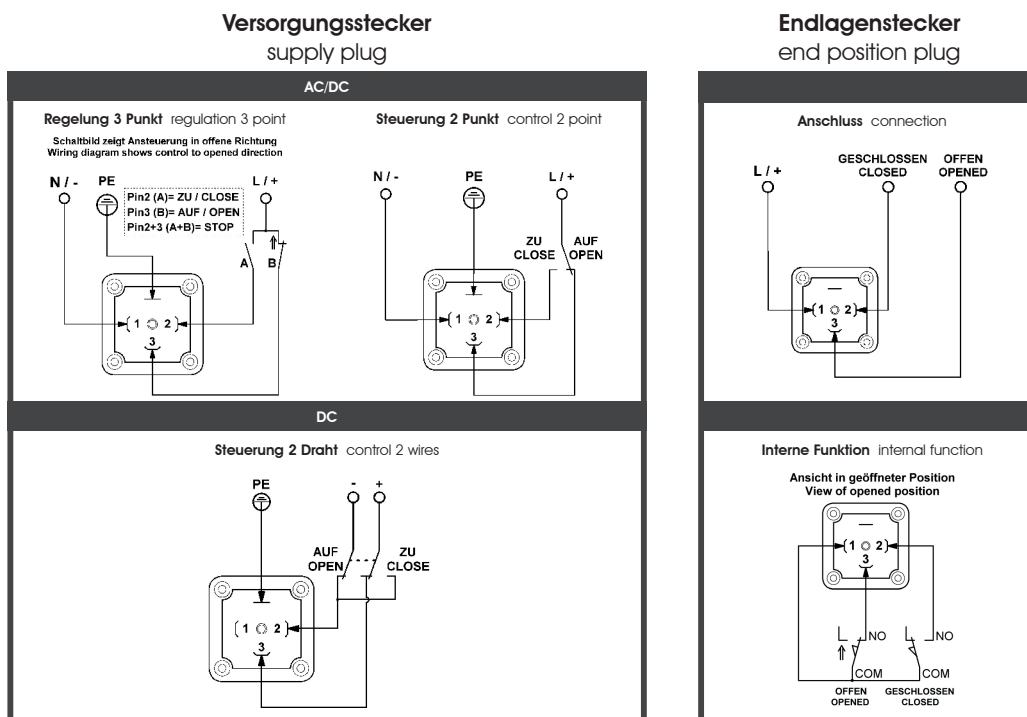 Versorgungsstecker
supply plug
AC/DC
Regelung 3 Punkt regulation 3 point
Schaltbild zeigt Ansteuerung in offene Richtung
Wiring diagram shows control to opened direction
N / -
PE
L / +
Pin2 (A)= ZU / CLOSE
Pin3 (B)= AUF / OPEN
Pin2+3 (A+B)= STOP
A
B
1
2
3
Steuerung 2 Punkt control 2 point
N / -
PE
L / +
ZU
CLOSE
AUF
OPEN
1
2
3
DC
Steuerung 2 Draht control 2 wires
PE
-
+
AUF
OPEN
ZU
CLOSE
1
2
3
Endlagenstecker
end position plug
Anschluss connection
L / +
GESCHLOSSEN
CLOSED
OFFEN
OPENED
1
2
3
Interne Funktion internal function
Ansicht in geöffneter Position
View of opened position
1
2
3
NO
NO
COM
COM
OFFEN
OPENED
GESCHLOSSEN
CLOSED